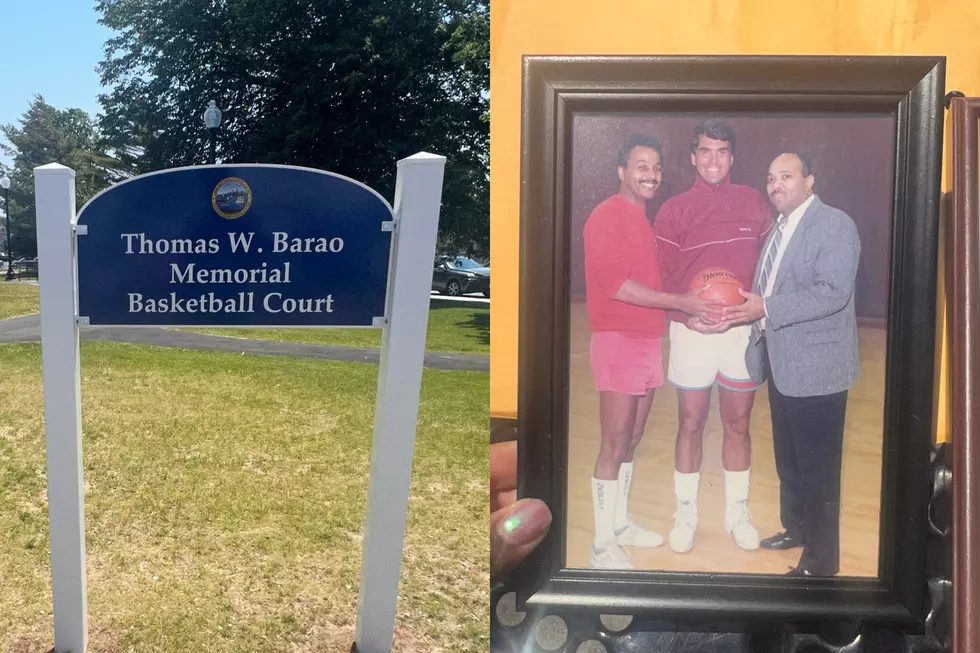 Thomas W. Barao
Memorial
Basketball Court